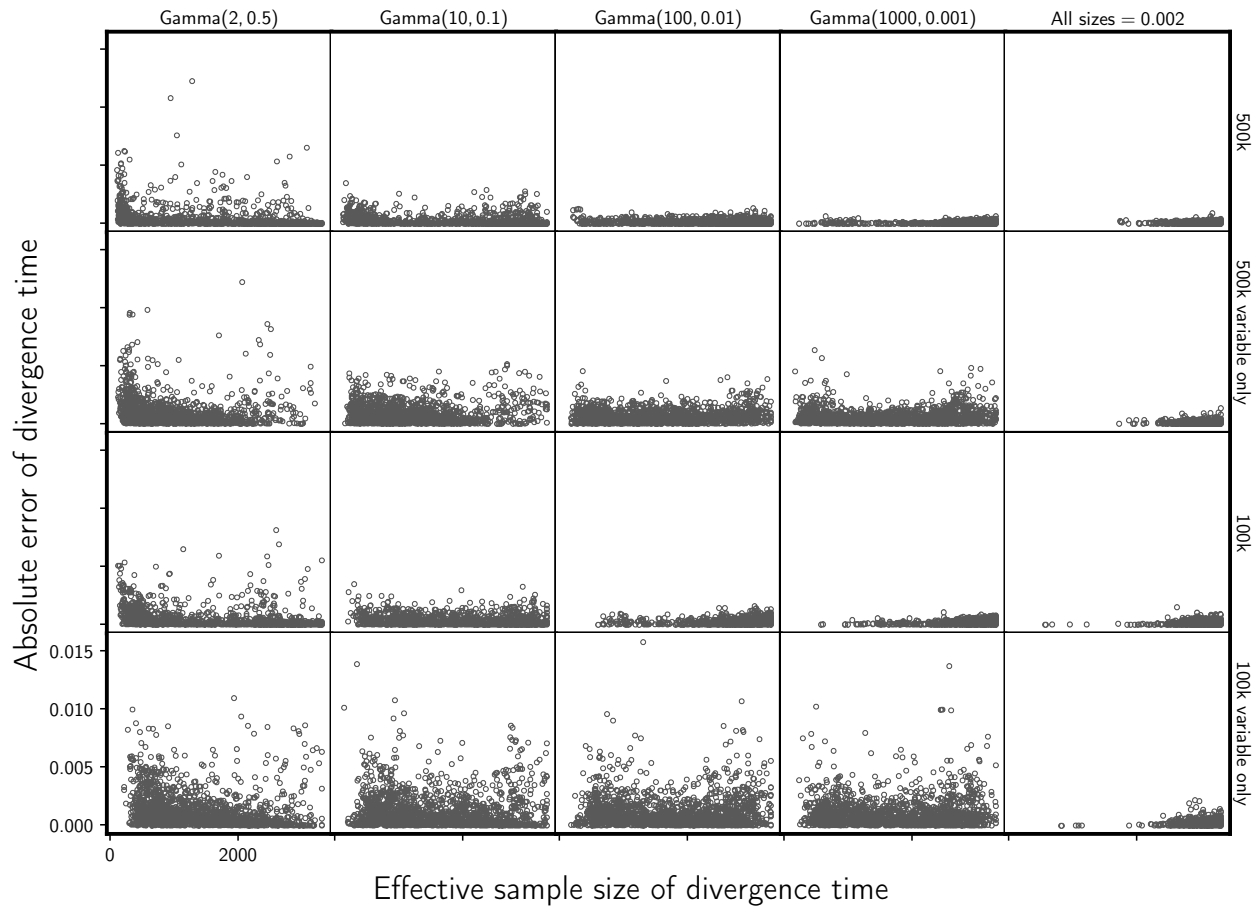 Gamma(2, 0.5)
Gamma(10, 0.1)
Gamma(100, 0.01)
Gamma(1000, 0.001)
All sizes = 0.002
500k
500k variable only
100k
100k variable only
Absolute error of divergence time
0.015
0.010
0.005
0.000
0
2000
Effective sample size of divergence time